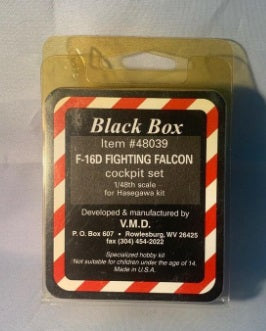 Black Box
Item #48039
F-16D FIGHTING FALCON
cockpit set
1/48th scale
for Hasegawa kit
Developed & manufactured by
V.M.D.
P. O. Box 607 • Rowlesburg, WV 26425
fax (304) 454-2022
Specialized hobby kit
Not suitable for children under the age of 14.
Made in U.S.A.